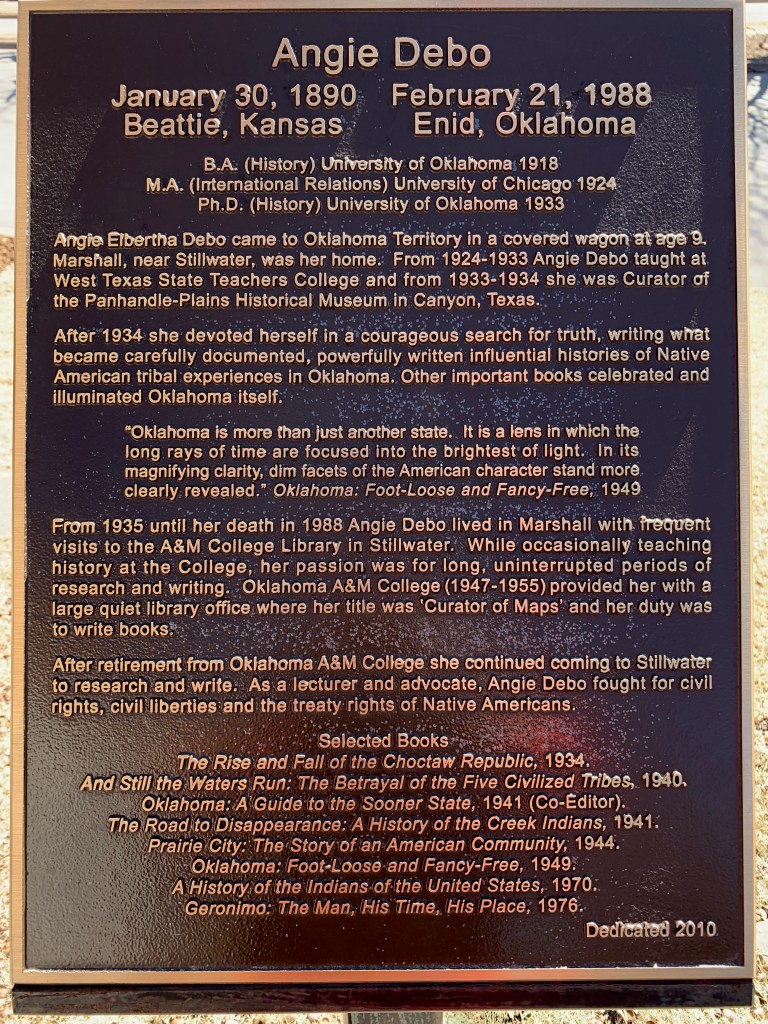 Angie Debo
January 30, 1890 February 21, 1988
Beattie, Kansas Enid, Oklahoma
B.A. (History) University of Oklahoma 1918
M.A. (International Relations) University of Chicago 1924
Ph.D. (History) University of Oklahoma 1933
Angie Elbertha Debo came to Oklahoma Territory in a covered wagon at age 9.
Marshall, near Stillwater, was her home. From 1924-1933 Angie Debo taught at
West Texas State Teachers College and from 1933-1934 she was Curator of
the Panhandle-Plains Historical Museum in Canyon, Texas.
After 1934 she devoted herself in a courageous search for truth, writing what
became carefully documented, powerfully written influential histories of Native
American tribal experiences in Oklahoma. Other important books celebrated and
illuminated Oklahoma itself.
"Oklahoma is more than just another state. It is a lens in which the
long rays of time are focused into the brightest of light. In its
magnifying clarity, dim facets of the American character stand more
clearly revealed." Oklahoma: Foot-Loose and Fancy-Free, 1949
From 1935 until her death in 1988 Angie Debo lived in Marshall with frequent
visits to the A&M College Library in Stillwater. While occasionally teaching
history at the College, her passion was for long, uninterrupted periods of
research and writing. Oklahoma A&M College (1947-1955) provided her with a
large quiet library office where her title was 'Curator of Maps' and her duty was
to write books.
After retirement from Oklahoma A&M College she continued coming to Stillwater
to research and write. As a lecturer and advocate, Angie Debo fought for civil
rights, civil liberties and the treaty rights of Native Americans.
Selected Books
The Rise and Fall of the Choctaw Republic, 1934.
And Still the Waters Run: The Betrayal of the Five Civilized Tribes, 1940.
Oklahoma: A Guide to the Sooner State, 1941 (Co-Editor).
The Road to Disappearance: A History of the Creek Indians, 1941.
Prairie City: The Story of an American Community, 1944.
Oklahoma: Foot-Loose and Fancy-Free, 1949.
A History of the Indians of the United States, 1970.
Geronimo: The Man, His Time, His Place, 1976.
Dedicated 2010